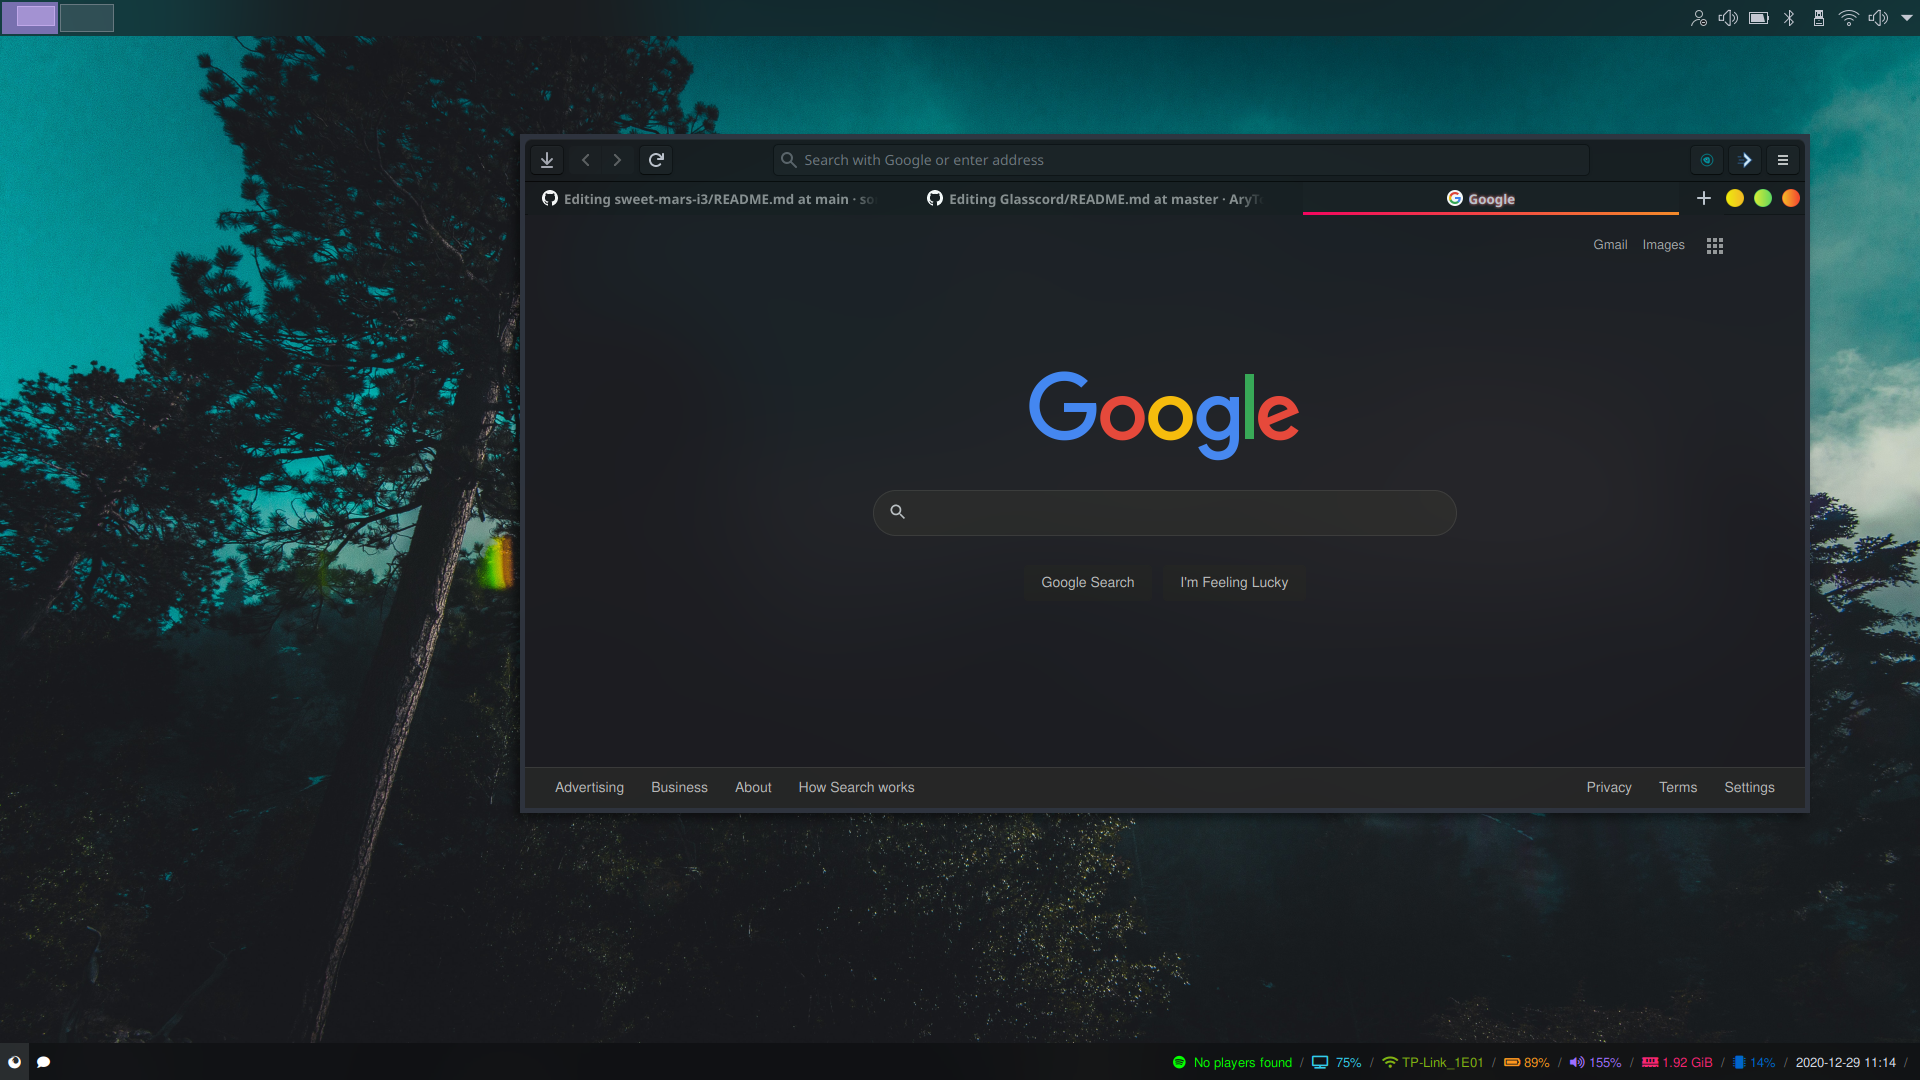 Search with Google or enter address
Editing sweet-mars-i3/README.md at main · so
Editing Glasscord/README.md at master · AryT
Google
Gmail
Images
Google
Google Search
I'm Feeling Lucky
Advertising
Business
About
How Search works
Privacy
Terms
Settings
No players found / 75% / TP-Link_1E01 / 89% / 155% / 1.92 GiB / 14% / 2020-12-29 11:14 /